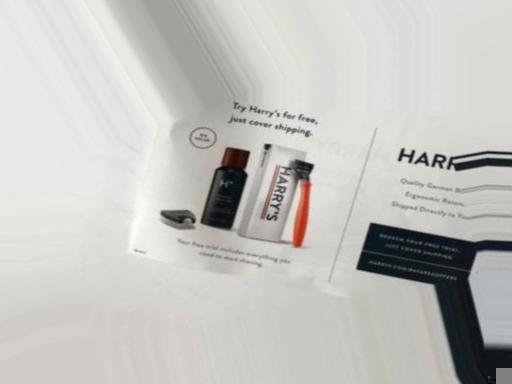 Try Harry's for free,
just cover shipping.
VALUE
H'
HARRY'S
Your free trial includes everything you
need to start shaving.
Quality German
Ergonomic Razors,
Shipped Directly to You
REDEEM YOUR FREE TRIAL,
JUST COVER SHIPPING